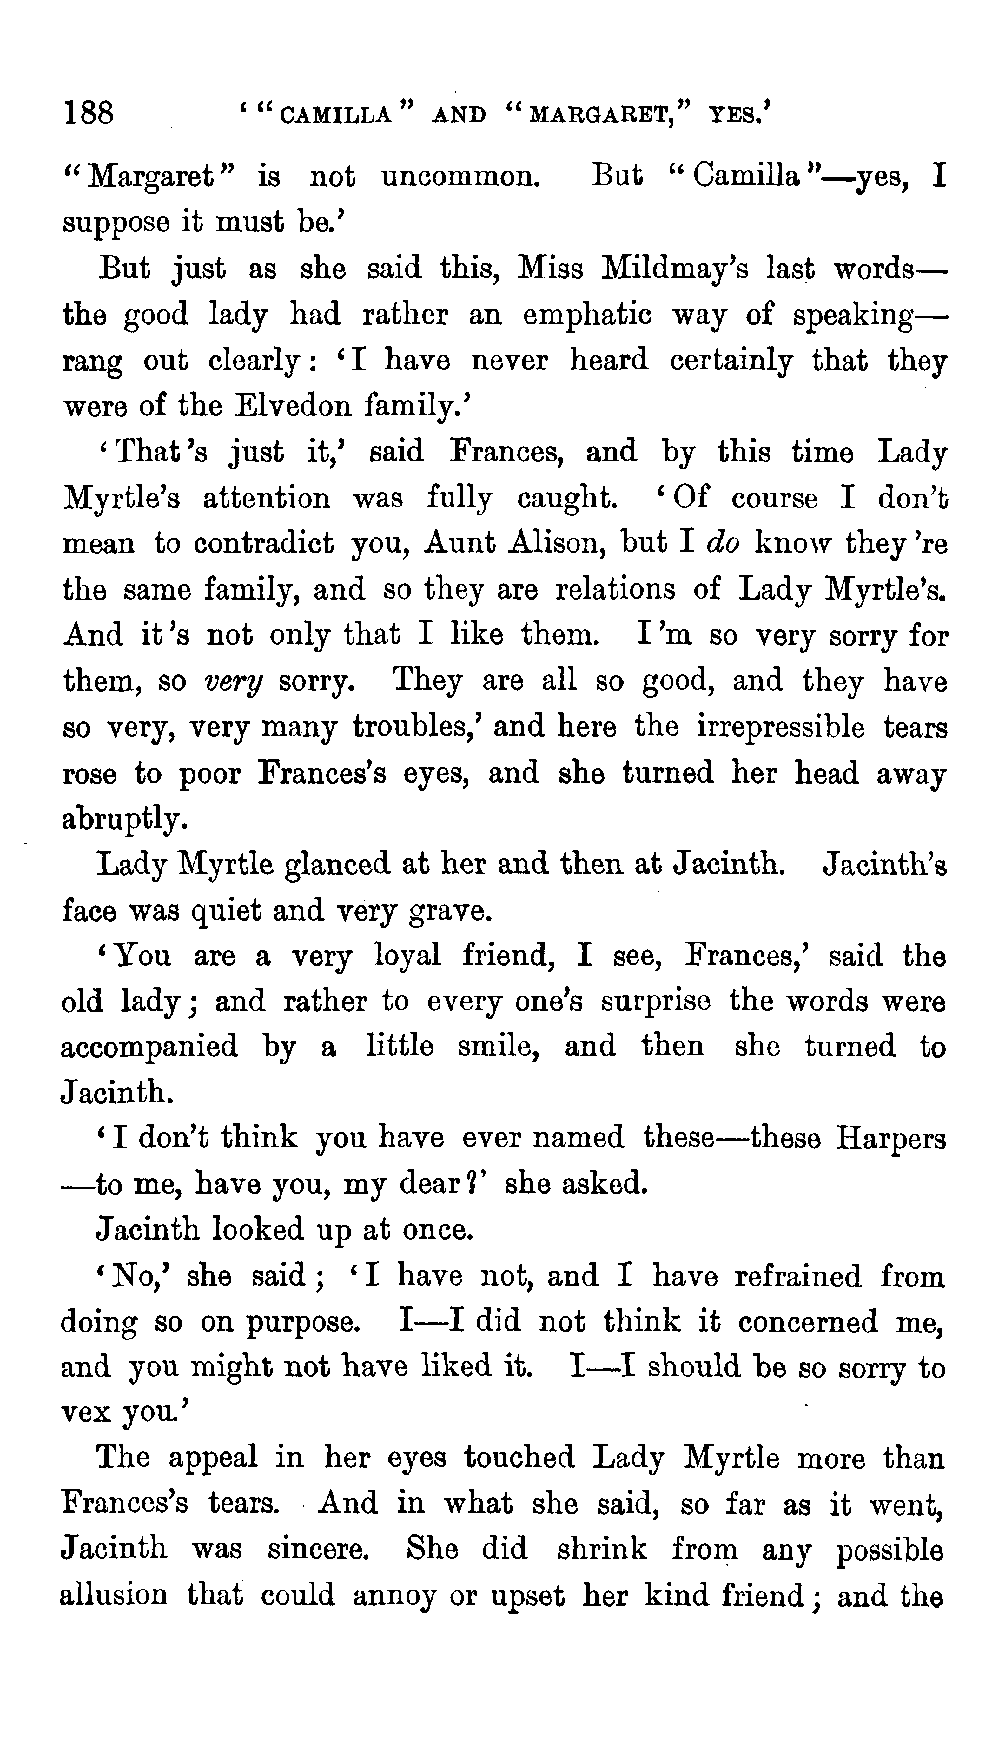 188 ‘ “CAMILLA” AND “MARGARET,” YES.’
“Margaret” is not uncommon. But “Camilla”—yes, I
suppose it must be.’
But just as she said this, Miss Mildmay’s last words—
the good lady had rather an emphatic way of speaking—
rang out clearly: ‘I have never heard certainly that they
were of the Elvedon family.’
‘That’s just it,’ said Frances, and by this time Lady
Myrtle’s attention was fully caught. ‘Of course I don’t
mean to contradict you, Aunt Alison, but I do know they’re
the same family, and so they are relations of Lady Myrtle’s.
And it’s not only that I like them. I’m so very sorry for
them, so very sorry. They are all so good, and they have
so very, very many troubles,’ and here the irrepressible tears
rose to poor Frances’s eyes, and she turned her head away
abruptly.
Lady Myrtle glanced at her and then at Jacinth. Jacinth’s
face was quiet and very grave.
‘You are a very loyal friend, I see, Frances,’ said the
old lady; and rather to every one’s surprise the words were
accompanied by a little smile, and then she turned to
Jacinth.
‘I don’t think you have ever named these—these Harpers
—to me, have you, my dear?’ she asked.
Jacinth looked up at once.
‘No,’ she said; ‘I have not, and I have refrained from
doing so on purpose. I—I did not think it concerned me,
and you might not have liked it. I—I should be so sorry to
vex you.’
The appeal in her eyes touched Lady Myrtle more than
Frances’s tears. And in what she said, so far as it went,
Jacinth was sincere. She did shrink from any possible
allusion that could annoy or upset her kind friend; and the